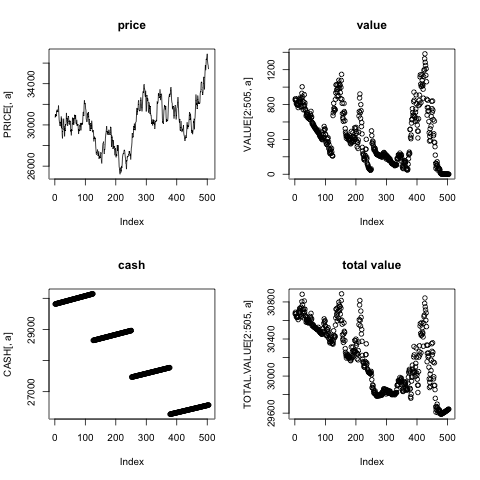 price
PRICE[, a]
26000 30000 34000
0 100 200 300 400 500
Index
value
VALUE[2:505, a]
0 400 800 1200
0 100 200 300 400 500
Index
cash
CASH[, a]
27000 29000
0 100 200 300 400 500
Index
total value
TOTAL.VALUE[2:505, a]
29600 30000 30400 30800
0 100 200 300 400 500
Index